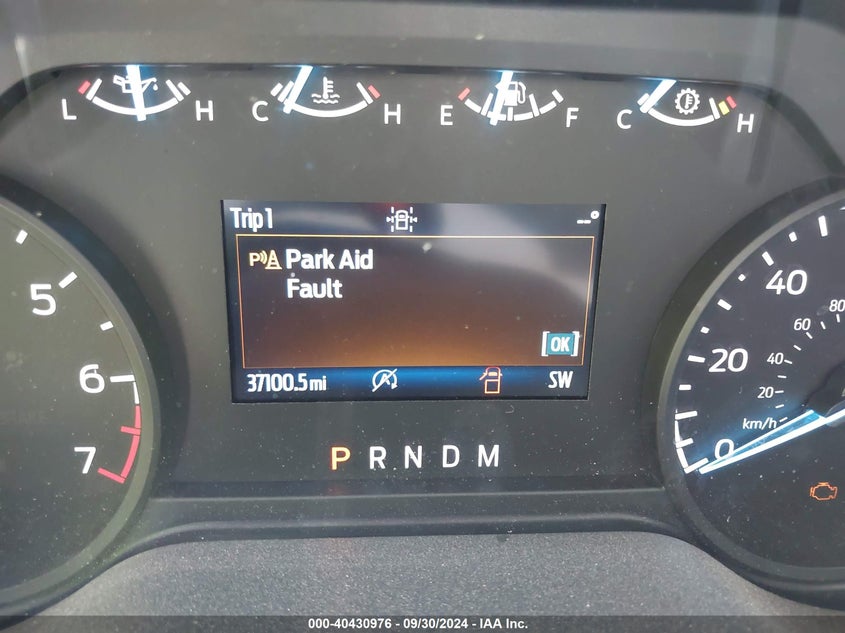 L H C H E F C H
Trip 1 --°
P Park Aid
Fault
[OK]
37100.5mi SW
5
6
7
P R N D M
40
20
0
80
60
40
20
km/h
000-40430976 - 09/30/2024 - IAA Inc.